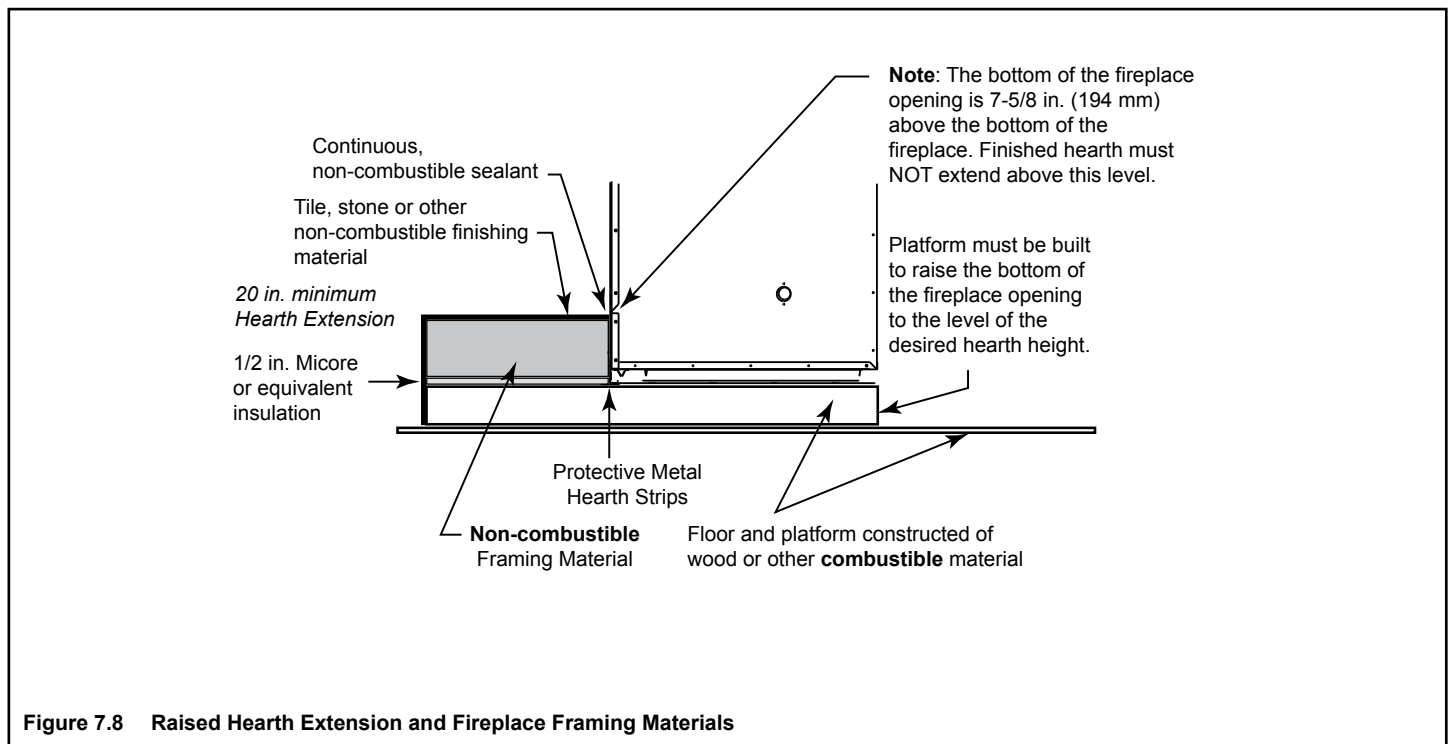 Note: The bottom of the fireplace
opening is 7-5/8 in. (194 mm)
above the bottom of the
fireplace. Finished hearth must
NOT extend above this level.
Continuous,
non-combustible sealant
Tile, stone or other
non-combustible finishing
material
20 in. minimum
Hearth Extension
1/2 in. Micore
or equivalent
insulation
Platform must be built
to raise the bottom of
the fireplace opening
to the level of the
desired hearth height.
Protective Metal
Hearth Strips
Non-combustible
Framing Material
Floor and platform constructed of
wood or other combustible material
Figure 7.8 Raised Hearth Extension and Fireplace Framing Materials